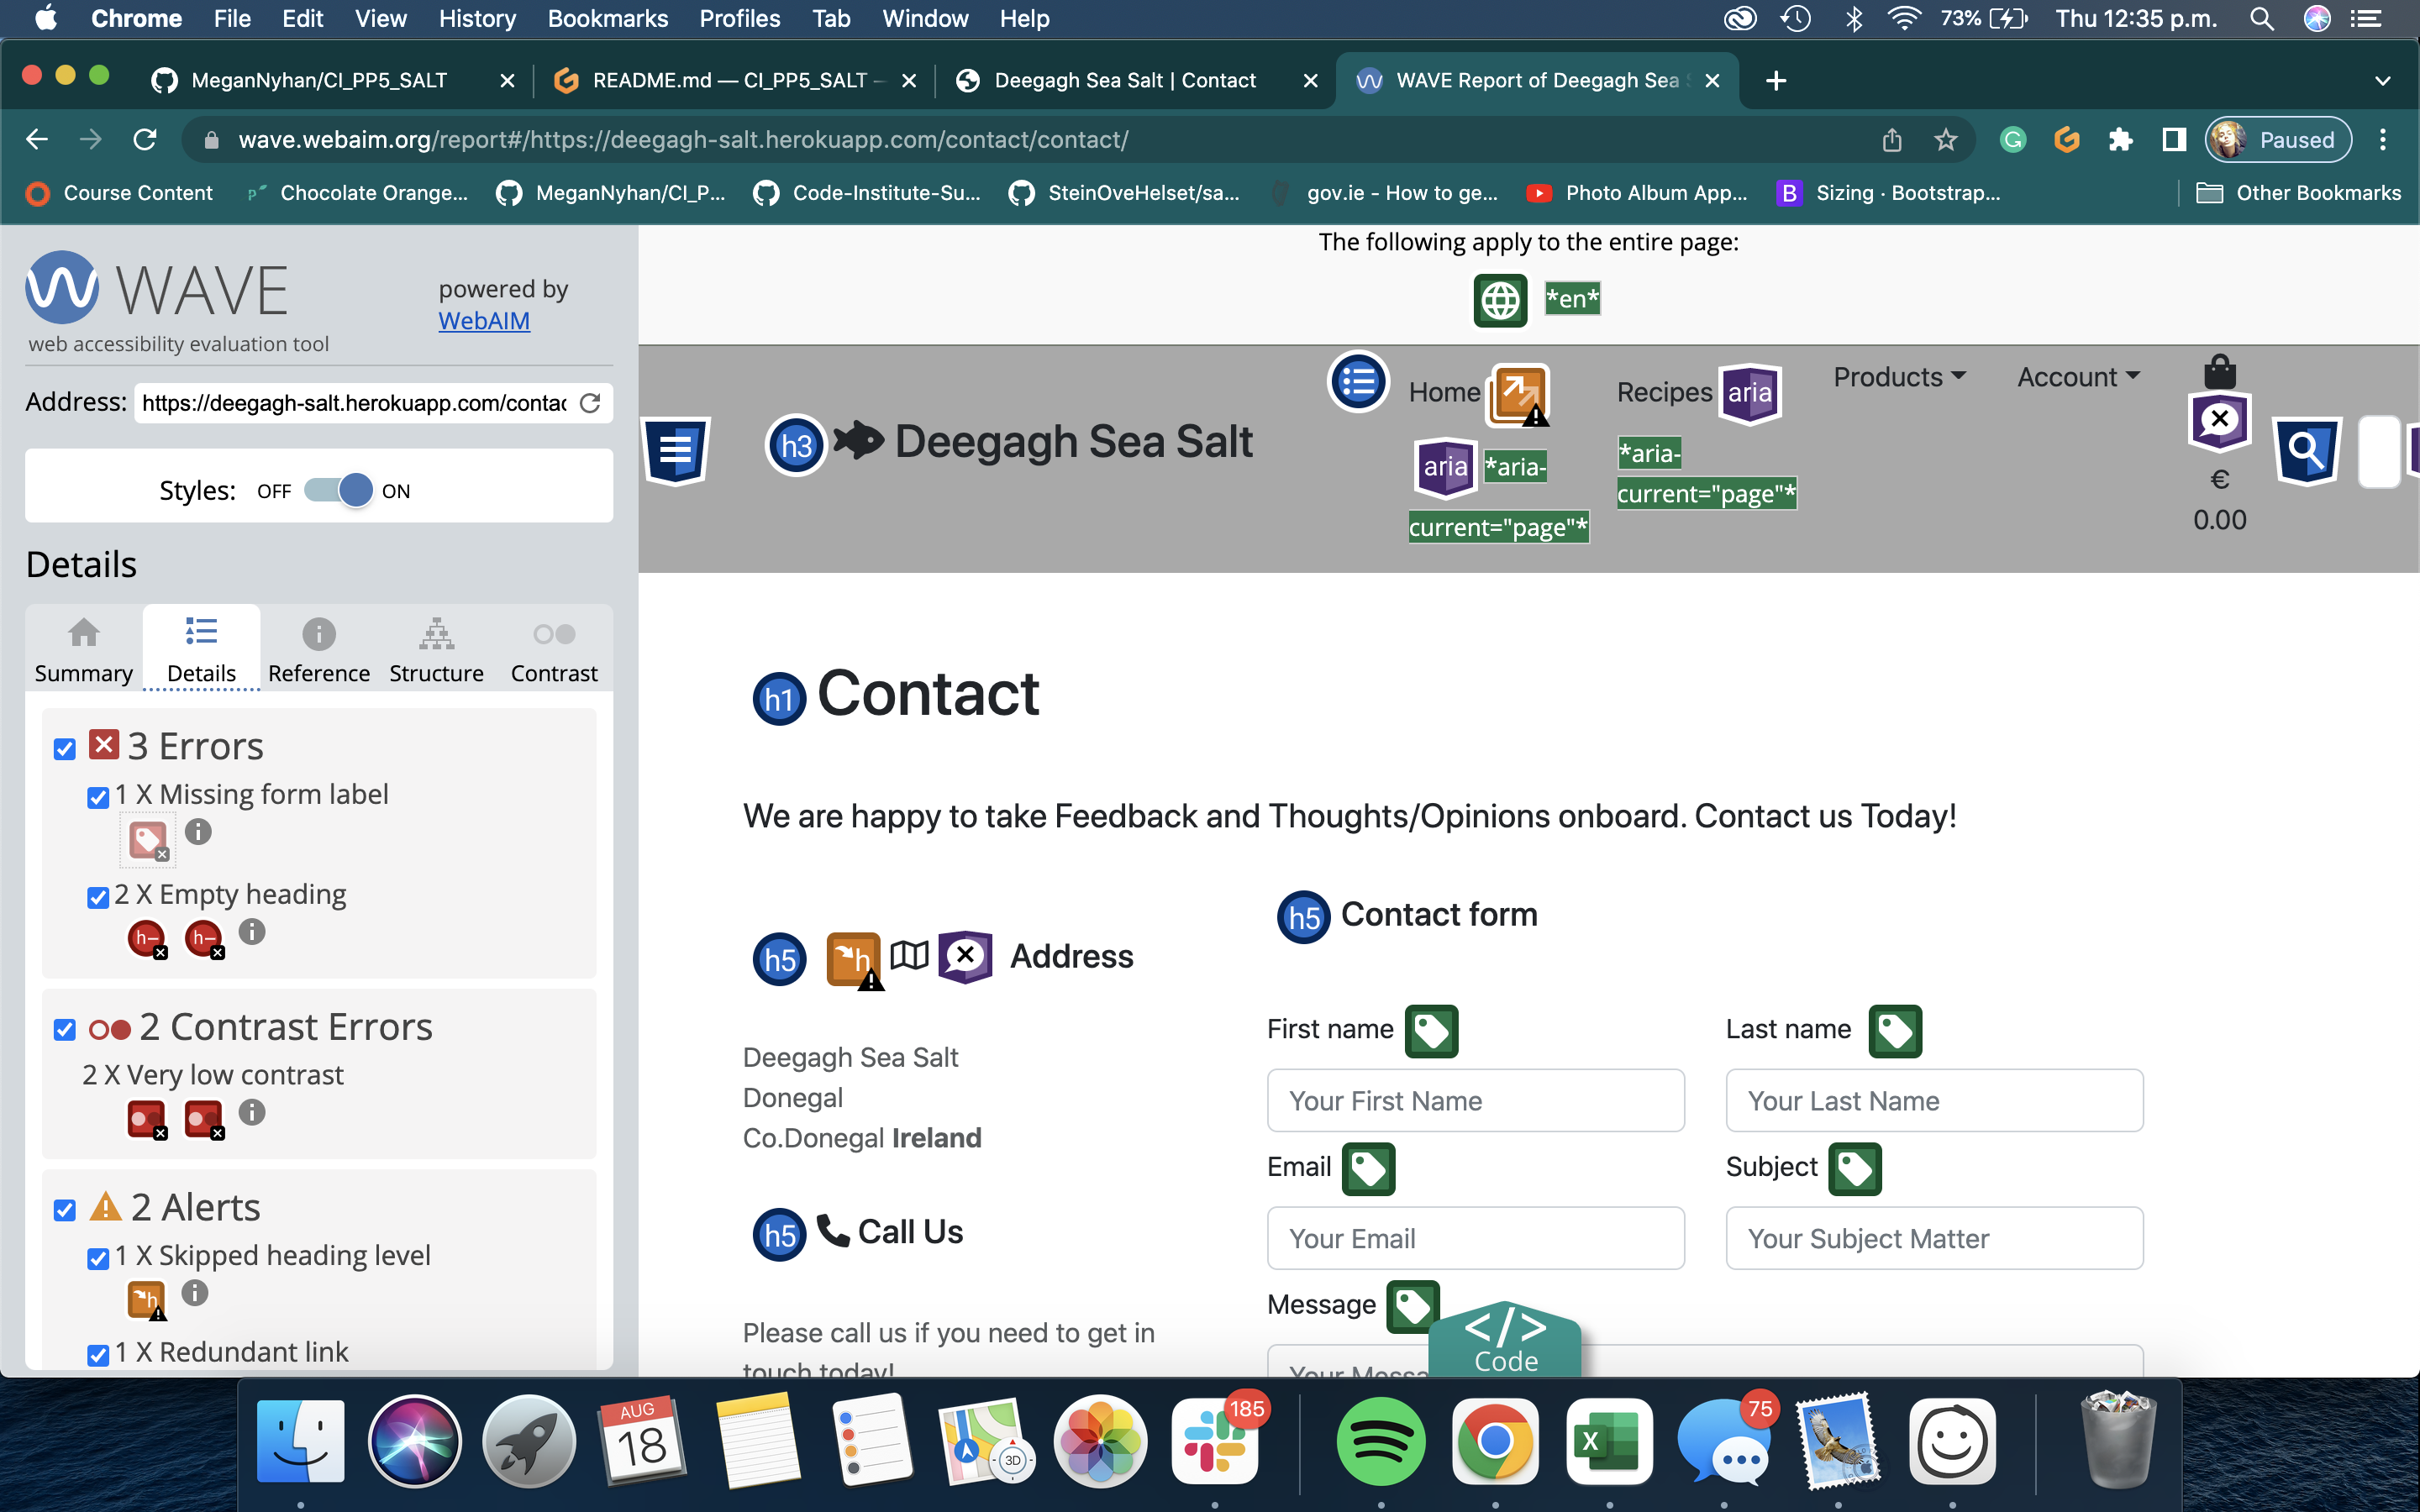 Chrome File Edit View History Bookmarks Profiles Tab Window Help 73% Thu 12:35 p.m.
MeganNyhan/CI_PP5_SALT README.md — CI_PP5_SALT – Deegagh Sea Salt | Contact WAVE Report of Deegagh Sea
wave.webaim.org/report#/https://deegagh-salt.herokuapp.com/contact/contact/ Paused
Course Content Chocolate Orange... MeganNyhan/CI_P... Code-Institute-Su... SteinOveHelset/sa... gov.ie - How to ge... Photo Album App... B Sizing · Bootstrap... Other Bookmarks
WAVE
powered by
WebAIM
web accessibility evaluation tool
Address: https://deegagh-salt.herokuapp.com/contac
Styles: OFF ON
Details
Summary Details Reference Structure Contrast
3 Errors
1 X Missing form label
2 X Empty heading
h– h–
2 Contrast Errors
2 X Very low contrast
2 Alerts
1 X Skipped heading level
h
1 X Redundant link
The following apply to the entire page:
*en*
h3 Deegagh Sea Salt
Home
aria *aria-
current="page"*
Recipes aria
*aria-
current="page"*
Products
Account
€
0.00
h1 Contact
We are happy to take Feedback and Thoughts/Opinions onboard. Contact us Today!
h5 h Address
Deegagh Sea Salt
Donegal
Co.Donegal Ireland
h5 Call Us
Please call us if you need to get in
touch today!
h5 Contact form
First name
Your First Name
Last name
Your Last Name
Email
Your Email
Subject
Your Subject Matter
Message
Your Messa
</>
Code
AUG
18
3D
185
X
75